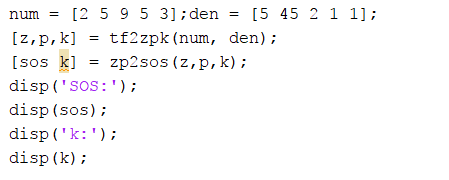 num = [2 5 9 5 3];den = [5 45 2 1 1];
[z,p,k] = tf2zpk(num, den);
[sos k] = zp2sos(z,p,k);
disp('SOS:');
disp(sos);
disp('k:');
disp(k);